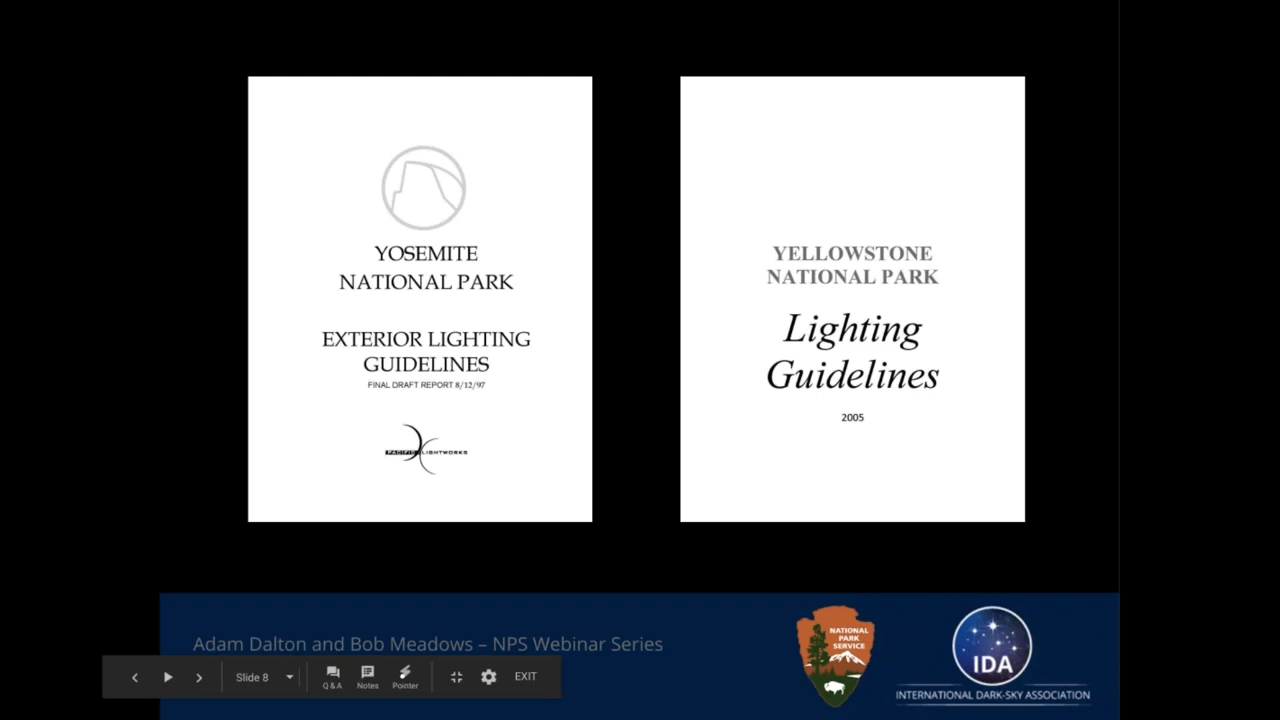 YOSEMITE
NATIONAL PARK
EXTERIOR LIGHTING
GUIDELINES
FINAL DRAFT REPORT 8/12/97
PACIFIC LIGHTWORKS
YELLOWSTONE
NATIONAL PARK
Lighting
Guidelines
2005
Adam Dalton and Bob Meadows – NPS Webinar Series
NATIONAL
PARK
SERVICE
IDA
INTERNATIONAL DARK-SKY ASSOCIATION
Slide 8
Q & A
Notes
Pointer
EXIT